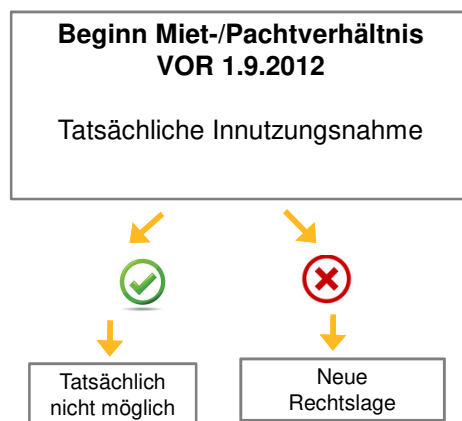 Beginn Miet-/Pachtverhältnis
VOR 1.9.2012
Tatsächliche Innutzungsnahme
Tatsächlich
nicht möglich
Neue
Rechtslage